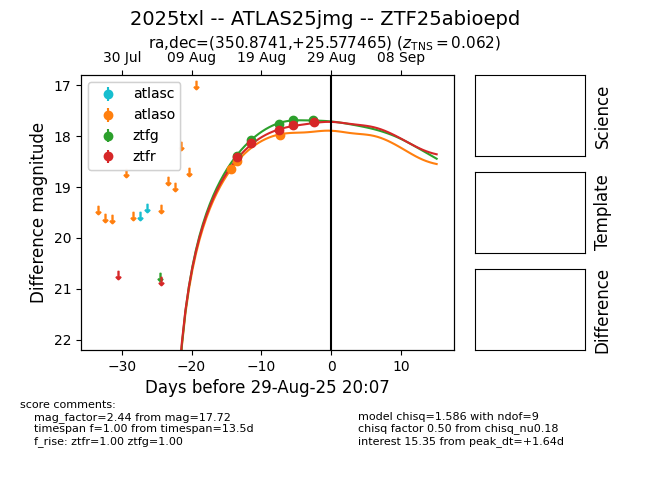 2025txl -- ATLAS25jmg -- ZTF25abioepd
ra,dec=(350.8741,+25.577465) (z_TNS = 0.062)
30 Jul 09 Aug 19 Aug 29 Aug 08 Sep
atlasc
atlaso
ztfg
ztfr
17
18
19
20
21
22
Difference magnitude
−30 −20 −10 0 10
Days before 29-Aug-25 20:07
Science
Template
Difference
score comments:
mag_factor=2.44 from mag=17.72
timespan f=1.00 from timespan=13.5d
f_rise: ztfr=1.00 ztfg=1.00
model chisq=1.586 with ndof=9
chisq factor 0.50 from chisq_nu0.18
interest 15.35 from peak_dt=+1.64d